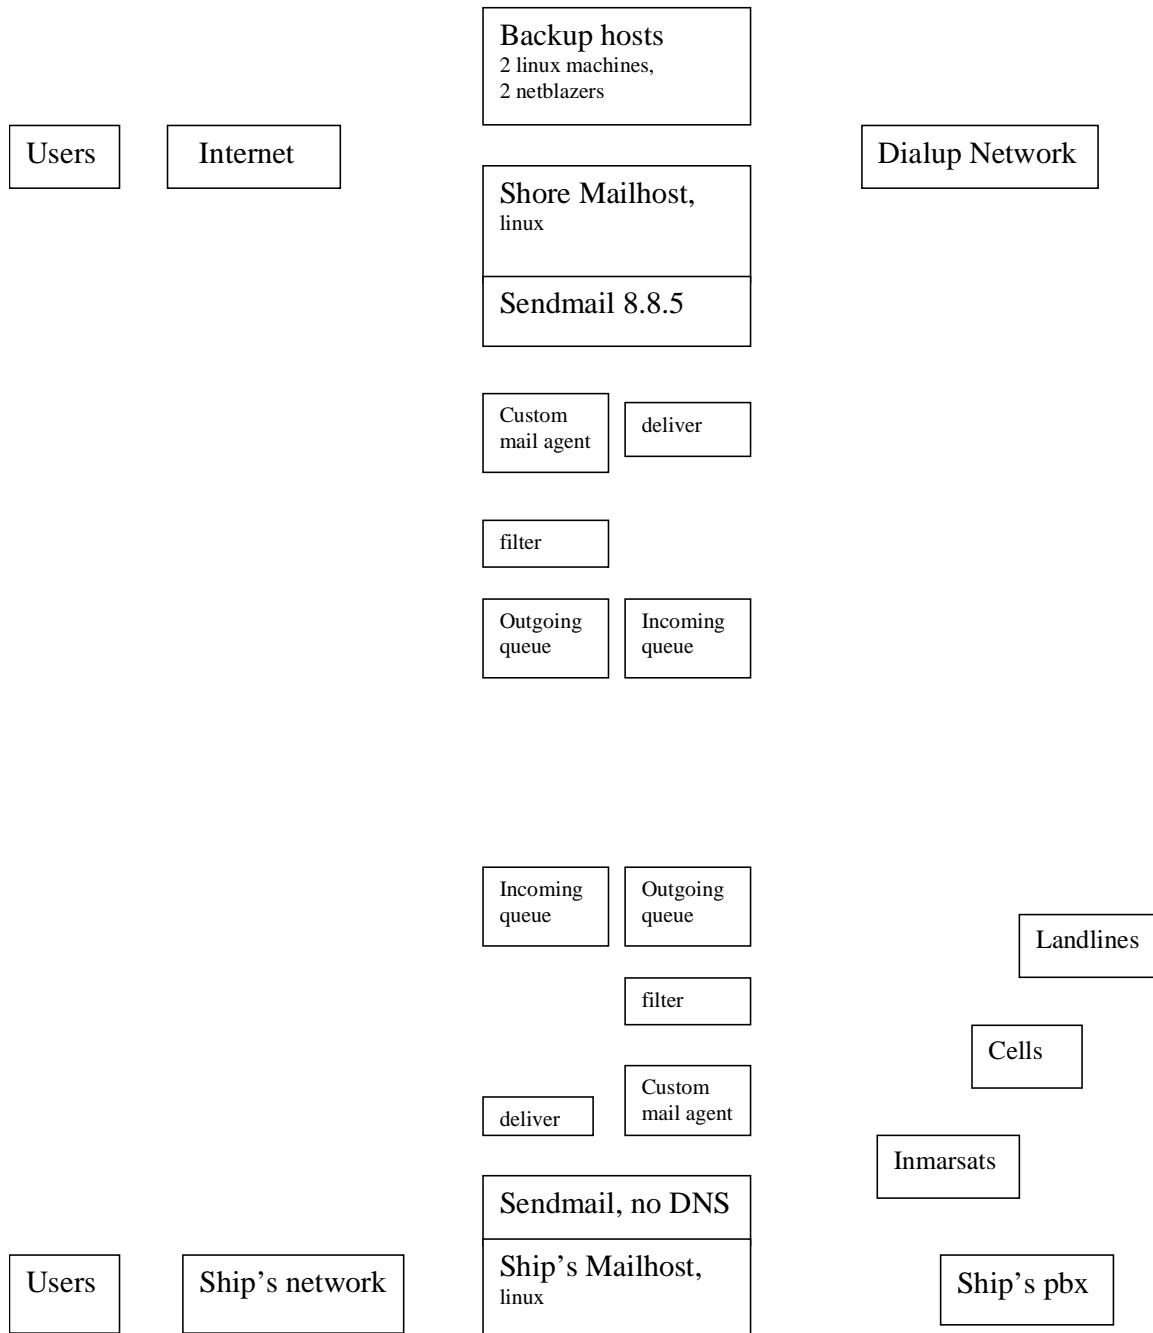 Backup hosts
2 linux machines,
2 netblazers
Users
Internet
Dialup Network
Shore Mailhost,
linux
Sendmail 8.8.5
Custom
mail agent
deliver
filter
Outgoing
queue
Incoming
queue
Incoming
queue
Outgoing
queue
Landlines
filter
Cells
Custom
mail agent
deliver
Inmarsats
Sendmail, no DNS
Users
Ship's network
Ship's Mailhost,
linux
Ship's pbx